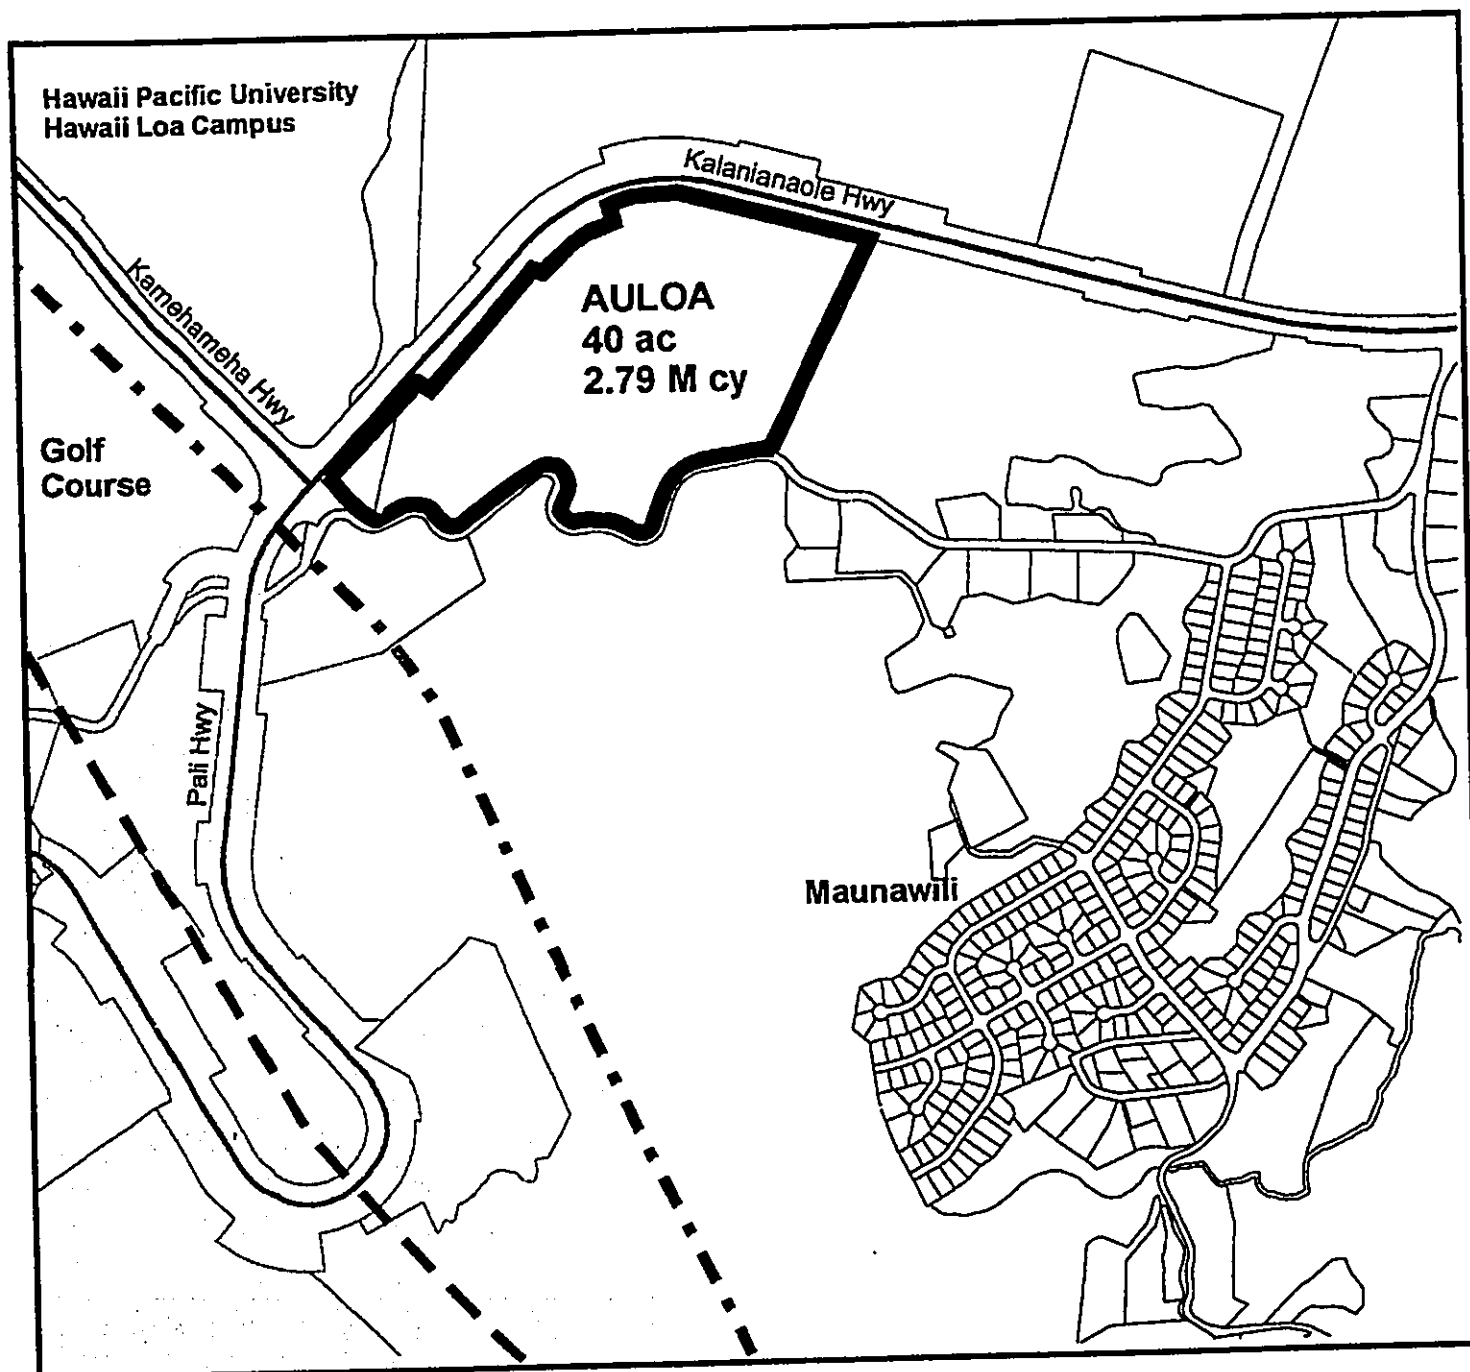 Hawaii Pacific University
Hawaii Loa Campus
Kalanianaole Hwy
Kamehameha Hwy
AULOA
40 ac
2.79 M cy
Golf
Course
Pali Hwy
Maunawili